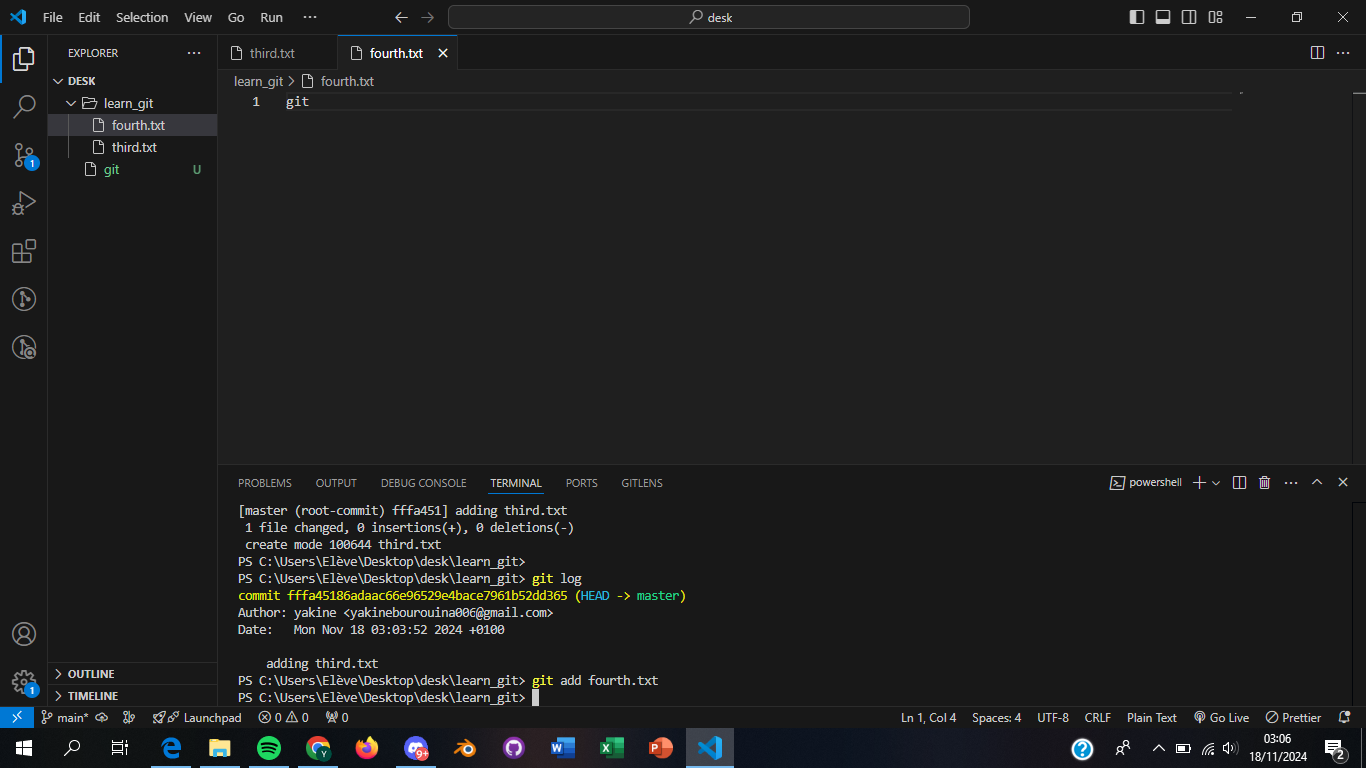 File Edit Selection View Go Run ··· desk
EXPLORER ···
third.txt
fourth.txt
DESK
learn_git
fourth.txt
third.txt
git U
1
learn_git > fourth.txt
1 git
PROBLEMS OUTPUT DEBUG CONSOLE TERMINAL PORTS GITLENS
powershell
[master (root-commit) fffa451] adding third.txt
1 file changed, 0 insertions(+), 0 deletions(-)
create mode 100644 third.txt
PS C:\Users\Elève\Desktop\desk\learn_git>
PS C:\Users\Elève\Desktop\desk\learn_git> git log
commit fffa45186adaac66e96529e4bace7961b52dd365 (HEAD -> master)
Author: yakine <yakinebourouina006@gmail.com>
Date:   Mon Nov 18 03:03:52 2024 +0100
adding third.txt
PS C:\Users\Elève\Desktop\desk\learn_git> git add fourth.txt
PS C:\Users\Elève\Desktop\desk\learn_git>
OUTLINE
TIMELINE
1
main* Launchpad 0 0 0 Ln 1, Col 4 Spaces: 4 UTF-8 CRLF Plain Text Go Live Prettier
Y 9+ W X P
03:06
18/11/2024
2